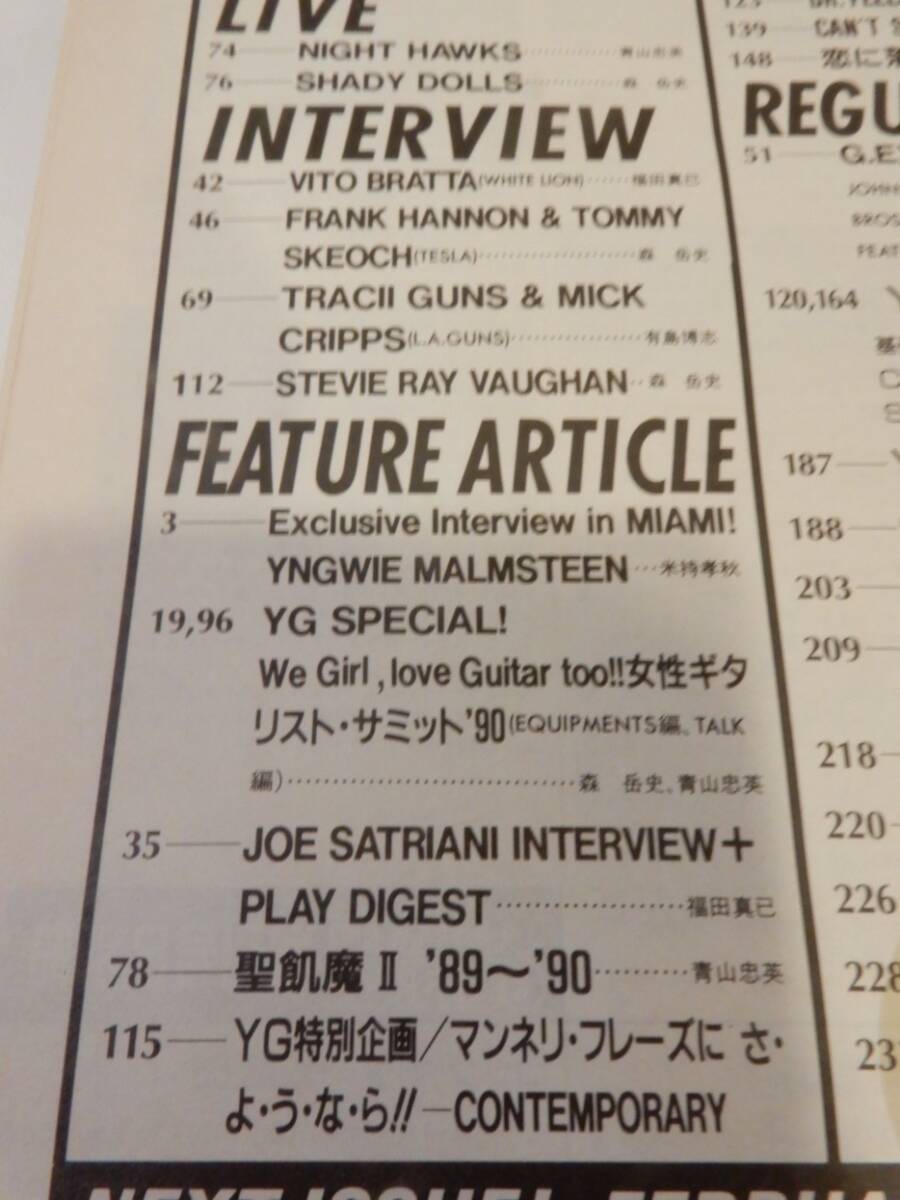 LIVE
74 NIGHT HAWKS 青山忠英
76 SHADY DOLLS 森 岳史
INTERVIEW
42 VITO BRATTA(WHITE LION)……福田真巳
46 FRANK HANNON & TOMMY
SKEOCH(TESLA)……森 岳史
69 TRACII GUNS & MICK
CRIPPS(L.A.GUNS)……有島博志
112 STEVIE RAY VAUGHAN…森 岳史
FEATURE ARTICLE
3 Exclusive Interview in MIAMI!
YNGWIE MALMSTEEN…米持孝秋
19,96 YG SPECIAL!
We Girl, love Guitar too!!女性ギタ
リスト・サミット'90(EQUIPMENTS編、TALK
編)……森 岳史、青山忠英
35 JOE SATRIANI INTERVIEW+
PLAY DIGEST……福田真巳
78 聖飢魔Ⅱ '89〜'90……青山忠英
115 YG特別企画/マンネリ・フレーズに さ・
よ・う・な・ら!!—CONTEMPORARY
139 CAN'T
148 恋に
REGU
51 G.E
JOHN
BROS
FEAT
120,164
187
188
203
209
218
220
226
228
23